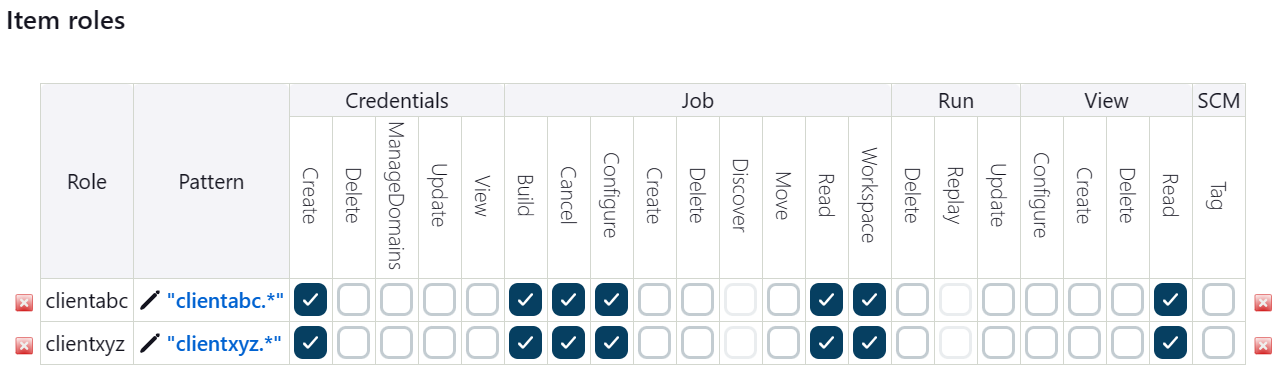 Item roles
Role Pattern Credentials Job Run View SCM
Create Delete ManageDomains Update View Build Cancel Configure Create Delete Discover Move Read Workspace Delete Replay Update Configure Create Delete Read Tag
clientabc "clientabc.*"
clientxyz "clientxyz.*"